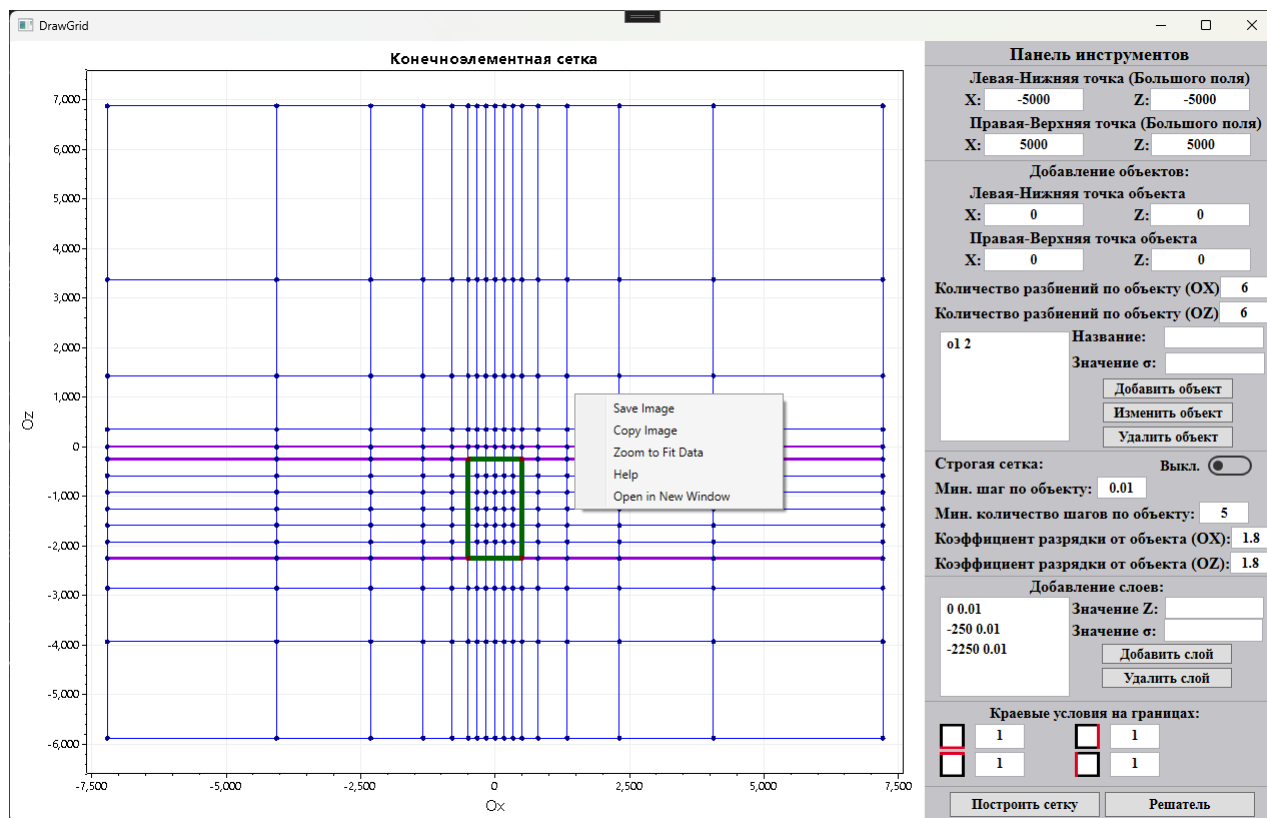 DrawGrid
Конечноэлементная сетка
7,000
6,000
5,000
4,000
3,000
2,000
1,000
0
-1,000
-2,000
-3,000
-4,000
-5,000
-6,000
Oz
-7,500
-5,000
-2,500
0
2,500
5,000
7,500
Ox
Save Image
Copy Image
Zoom to Fit Data
Help
Open in New Window
Панель инструментов
Левая-Нижняя точка (Большого поля)
X: -5000 Z: -5000
Правая-Верхняя точка (Большого поля)
X: 5000 Z: 5000
Добавление объектов:
Левая-Нижняя точка объекта
X: 0 Z: 0
Правая-Верхняя точка объекта
X: 0 Z: 0
Количество разбиений по объекту (OX) 6
Количество разбиений по объекту (OZ) 6
o1 2
Название:
Значение σ:
Добавить объект
Изменить объект
Удалить объект
Строгая сетка: Выкл.
Мин. шаг по объекту: 0.01
Мин. количество шагов по объекту: 5
Коэффициент разрядки от объекта (OX): 1.8
Коэффициент разрядки от объекта (OZ): 1.8
Добавление слоев:
0 0.01
-250 0.01
-2250 0.01
Значение Z:
Значение σ:
Добавить слой
Удалить слой
Краевые условия на границах:
1 1
1 1
Построить сетку Решатель